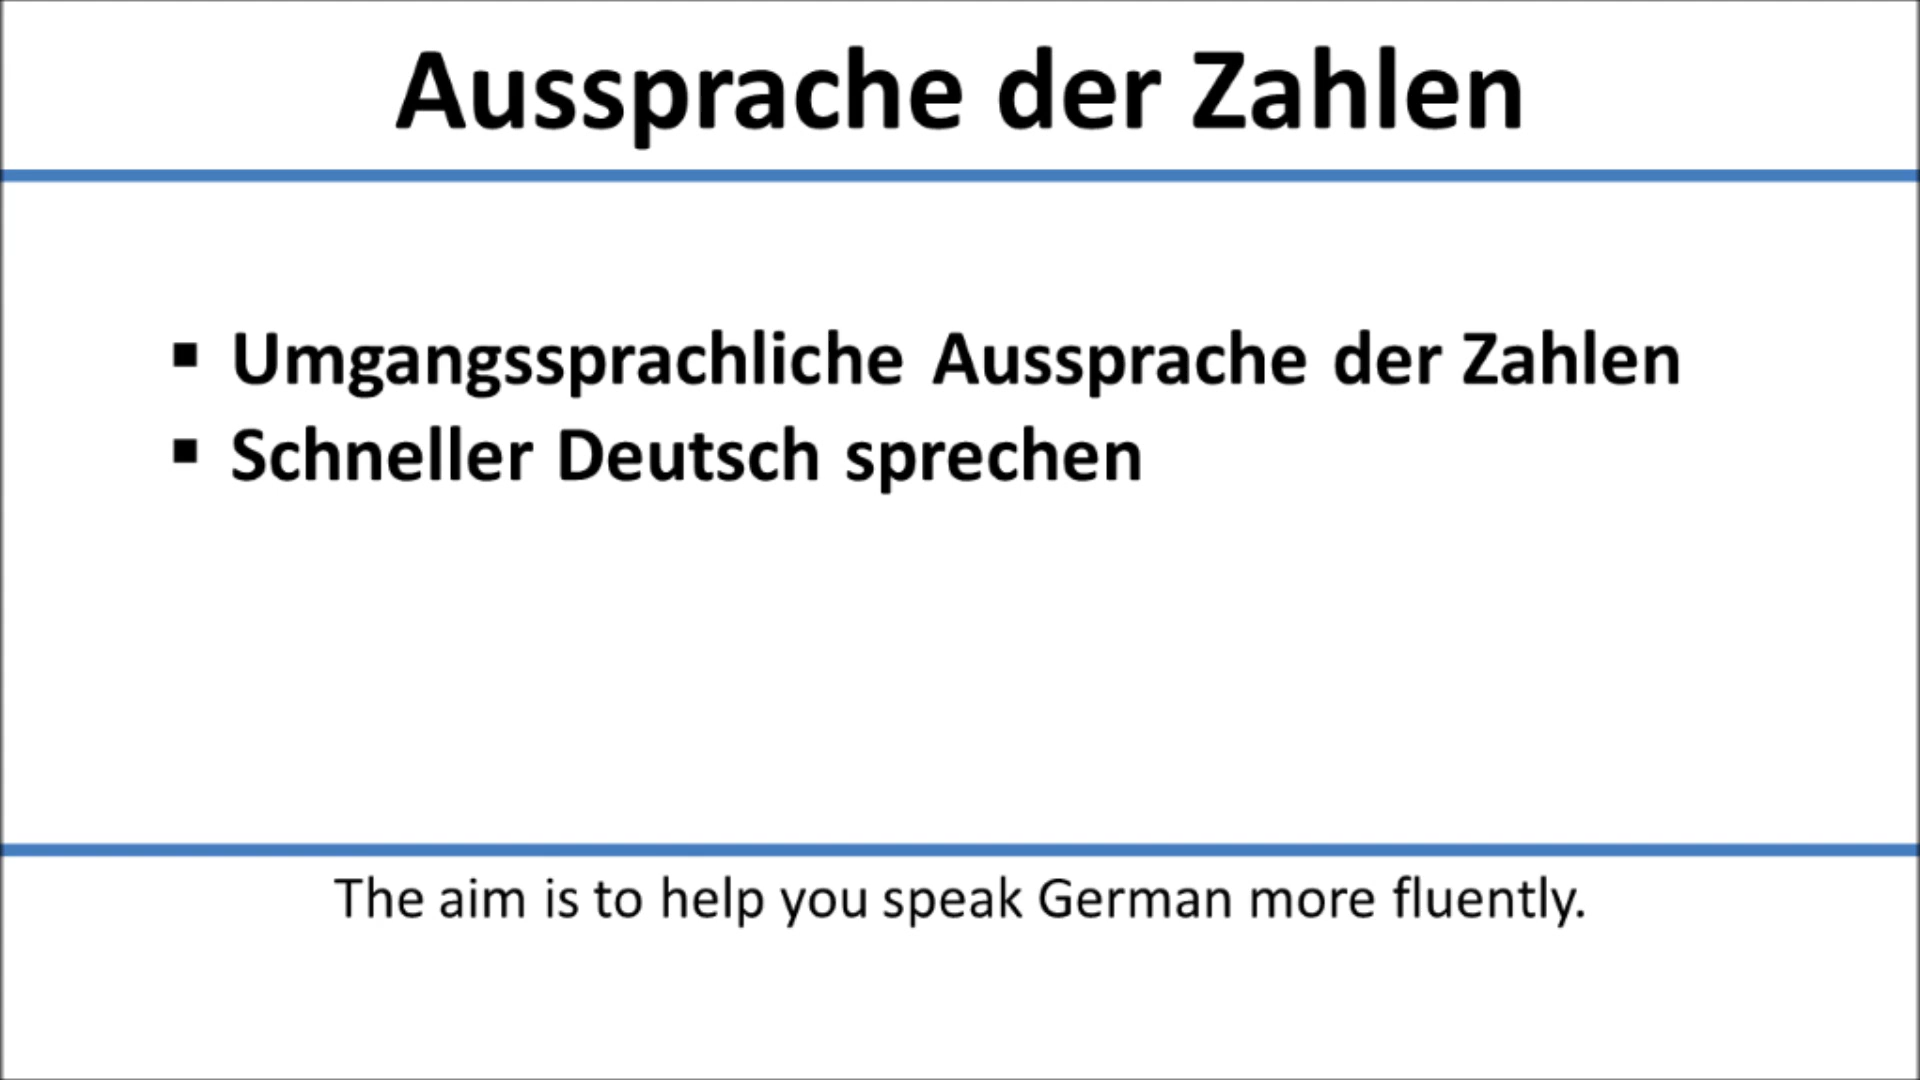 Aussprache der Zahlen
▪ Umgangssprachliche Aussprache der Zahlen
▪ Schneller Deutsch sprechen
The aim is to help you speak German more fluently.